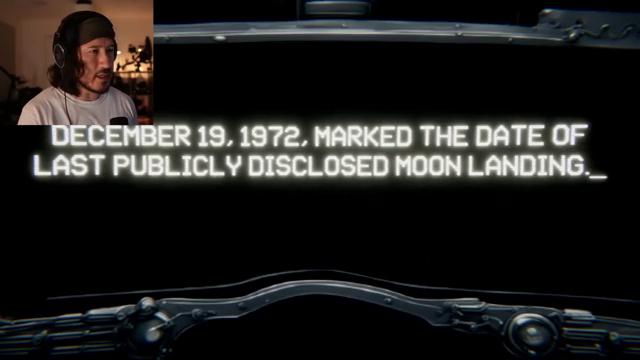 DECEMBER 19, 1972, MARKED THE DATE OF
LAST PUBLICLY DISCLOSED MOON LANDING._